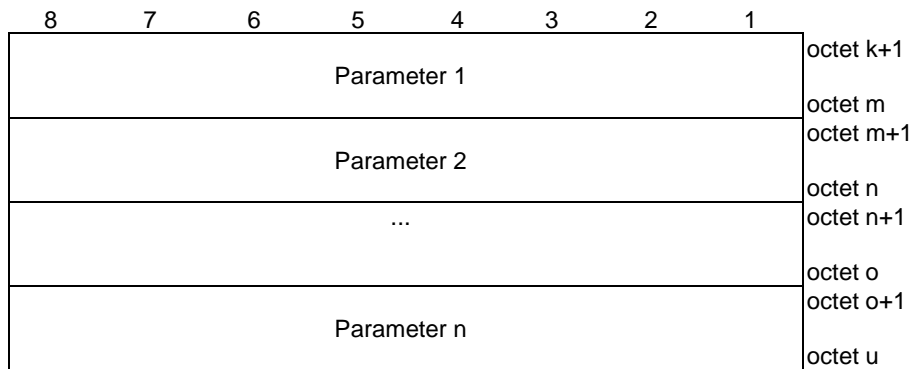 8 7 6 5 4 3 2 1
octet k+1
Parameter 1
octet m
octet m+1
Parameter 2
octet n
... octet n+1
octet o
octet o+1
Parameter n
octet u